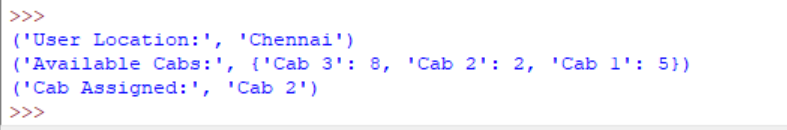 >>>
('User Location:', 'Chennai')
('Available Cabs:', {'Cab 3': 8, 'Cab 2': 2, 'Cab 1': 5})
('Cab Assigned:', 'Cab 2')
>>>